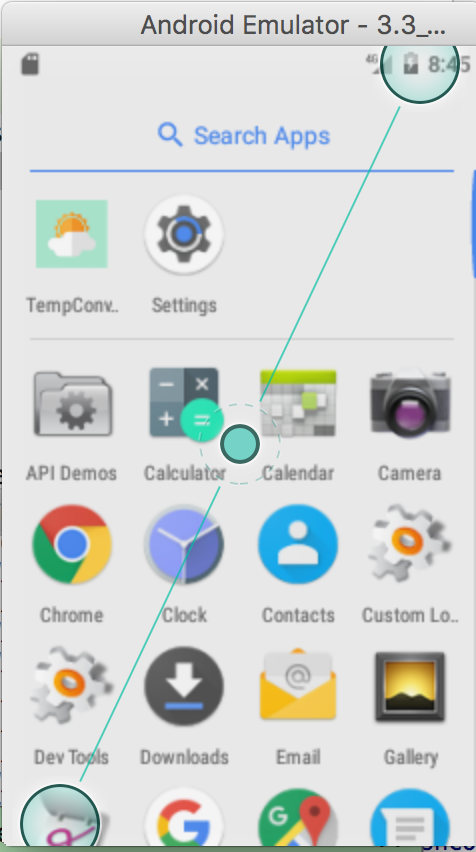 Android Emulator - 3.3_...
4G 8:45
Search Apps
TempConv.. Settings
API Demos Calculator Calendar Camera
Chrome Clock Contacts Custom Lo..
Dev Tools Downloads Email Gallery